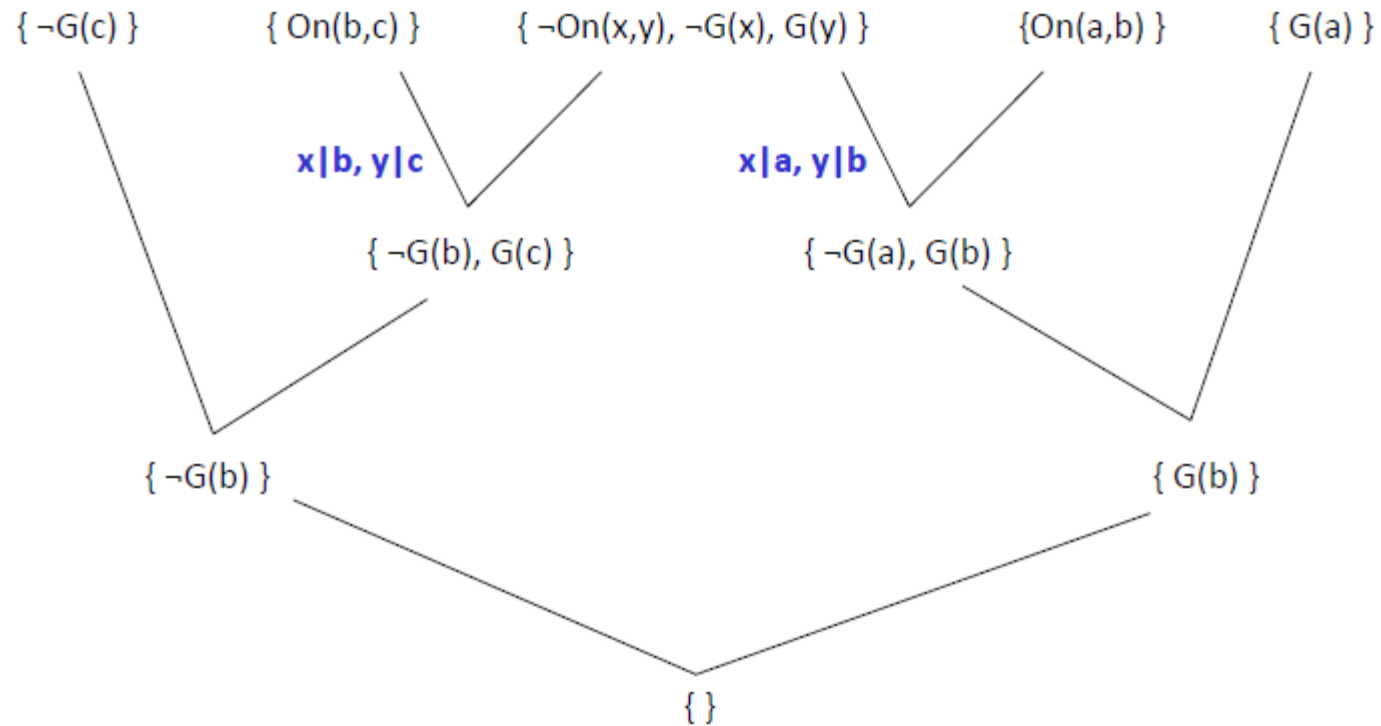 { ¬G(c) } { On(b,c) } { ¬On(x,y), ¬G(x), G(y) } {On(a,b) } { G(a) }
x|b, y|c x|a, y|b
{ ¬G(b), G(c) } { ¬G(a), G(b) }
{ ¬G(b) } { G(b) }
{ }